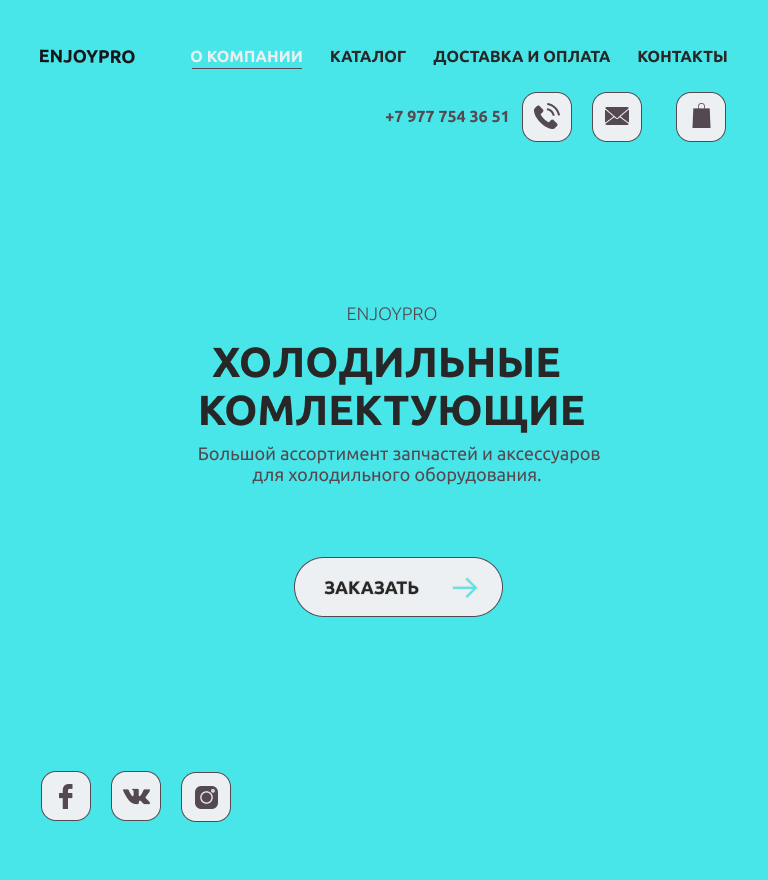 ENJOYPRO
О КОМПАНИИ КАТАЛОГ ДОСТАВКА И ОПЛАТА КОНТАКТЫ
+7 977 754 36 51
ENJOYPRO
ХОЛОДИЛЬНЫЕ
КОМЛЕКТУЮЩИЕ
Большой ассортимент запчастей и аксессуаров
для холодильного оборудования.
ЗАКАЗАТЬ